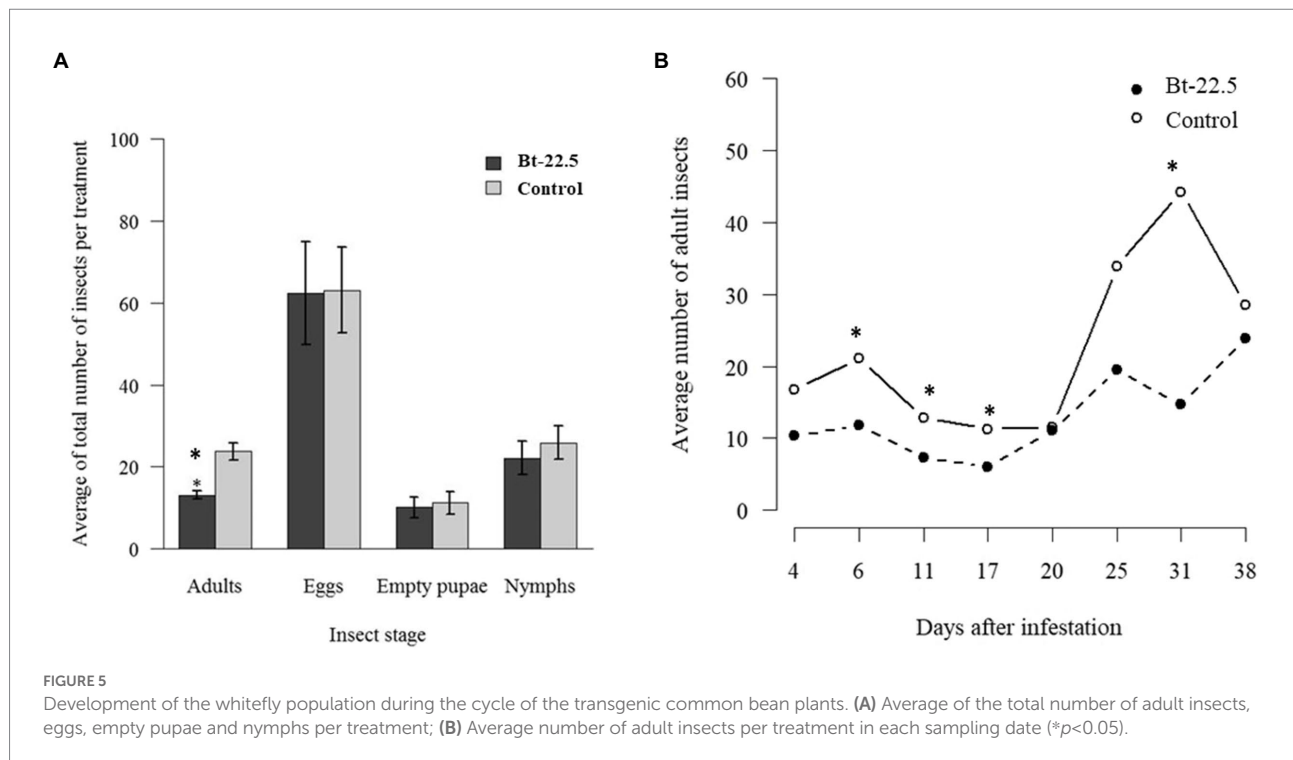 A
Average of total number of insects per treatment
100
80
60
40
20
0
Bt-22.5
Control
*
*
Adults Eggs Empty pupae Nymphs
Insect stage
B
Average number of adult insects
60
50
40
30
20
10
0
Bt-22.5
Control
*
*
*
*
4 6 11 17 20 25 31 38
Days after infestation
FIGURE 5
Development of the whitefly population during the cycle of the transgenic common bean plants. (A) Average of the total number of adult insects,
eggs, empty pupae and nymphs per treatment; (B) Average number of adult insects per treatment in each sampling date (*p<0.05).